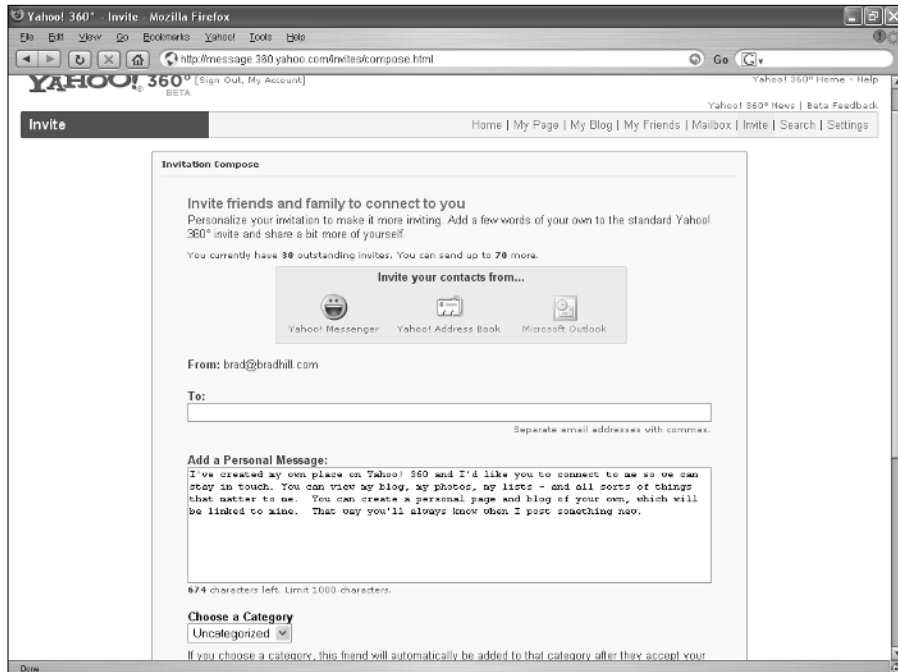 Yahoo! 360° - Invite - Mozilla Firefox
File Edit View Go Bookmarks Yahoo! Tools Help
http://message.360.yahoo.com/invites/compose.html Go G
YAHOO! 360° [Sign Out, My Account] Yahoo! 360° Home - Help
BETA
Yahoo! 360° News | Beta Feedback
Invite Home | My Page | My Blog | My Friends | Mailbox | Invite | Search | Settings
Invitation Compose
Invite friends and family to connect to you
Personalize your invitation to make it more inviting. Add a few words of your own to the standard Yahoo!
360° invite and share a bit more of yourself.
You currently have 30 outstanding invites. You can send up to 70 more.
Invite your contacts from...
Yahoo! Messenger Yahoo! Address Book Microsoft Outlook
From: brad@bradhill.com
To:
Separate email addresses with commas.
Add a Personal Message:
I've created my own place on Yahoo! 360 and I'd like you to connect to me so we can
stay in touch. You can view my blog, my photos, my lists - and all sorts of things
that matter to me. You can create a personal page and blog of your own, which will
be linked to mine. That way you'll always know when I post something new.
674 characters left. Limit 1000 characters.
Choose a Category
Uncategorized
If you choose a category, this friend will automatically be added to that category after they accept your
Done